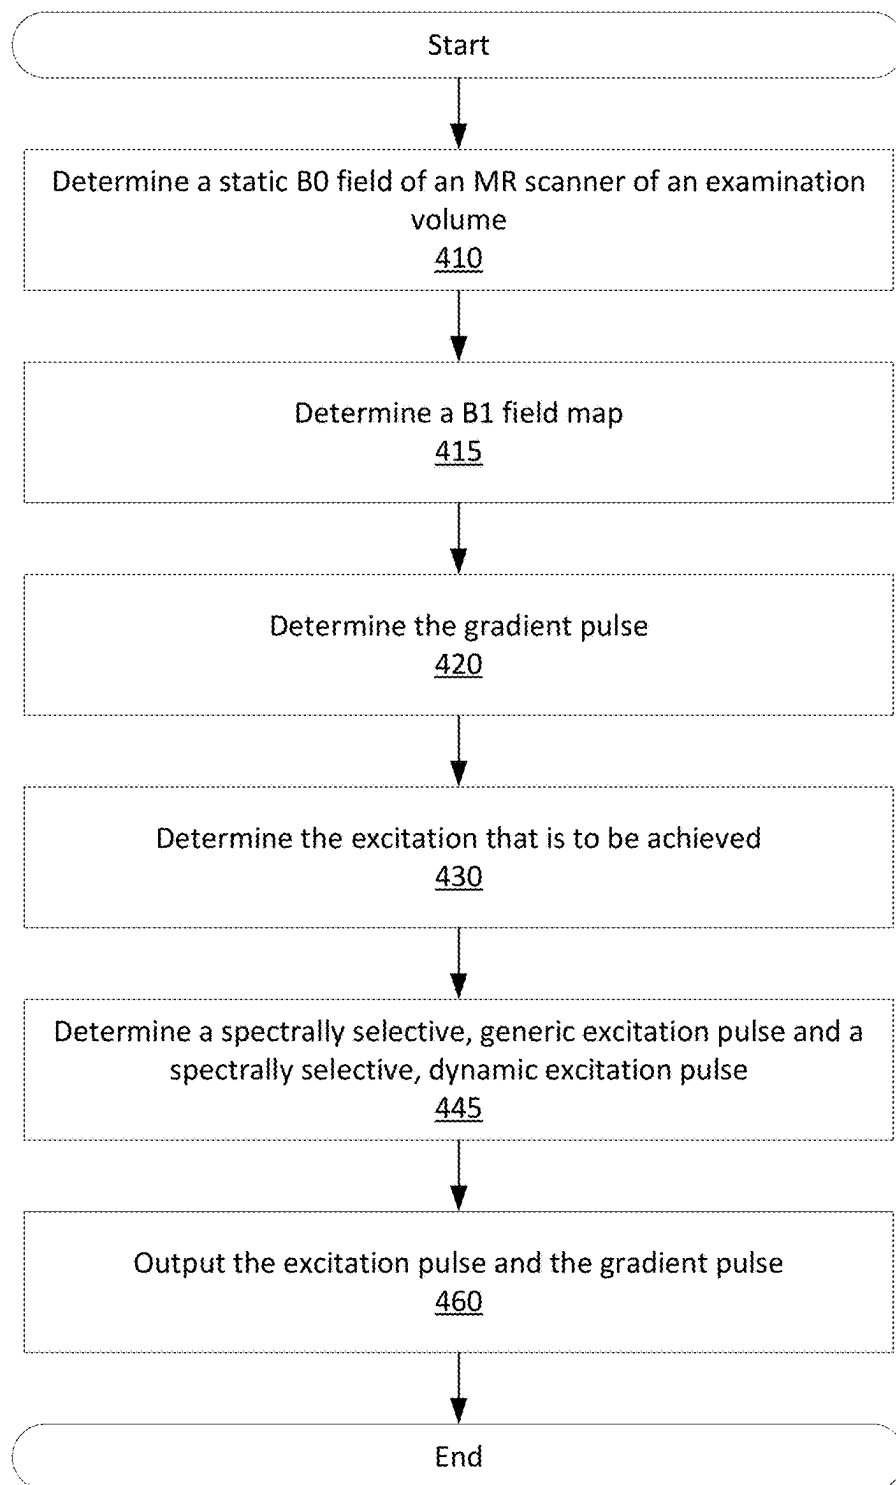 Start
Determine a static B0 field of an MR scanner of an examination
volume
410
Determine a B1 field map
415
Determine the gradient pulse
420
Determine the excitation that is to be achieved
430
Determine a spectrally selective, generic excitation pulse and a
spectrally selective, dynamic excitation pulse
445
Output the excitation pulse and the gradient pulse
460
End